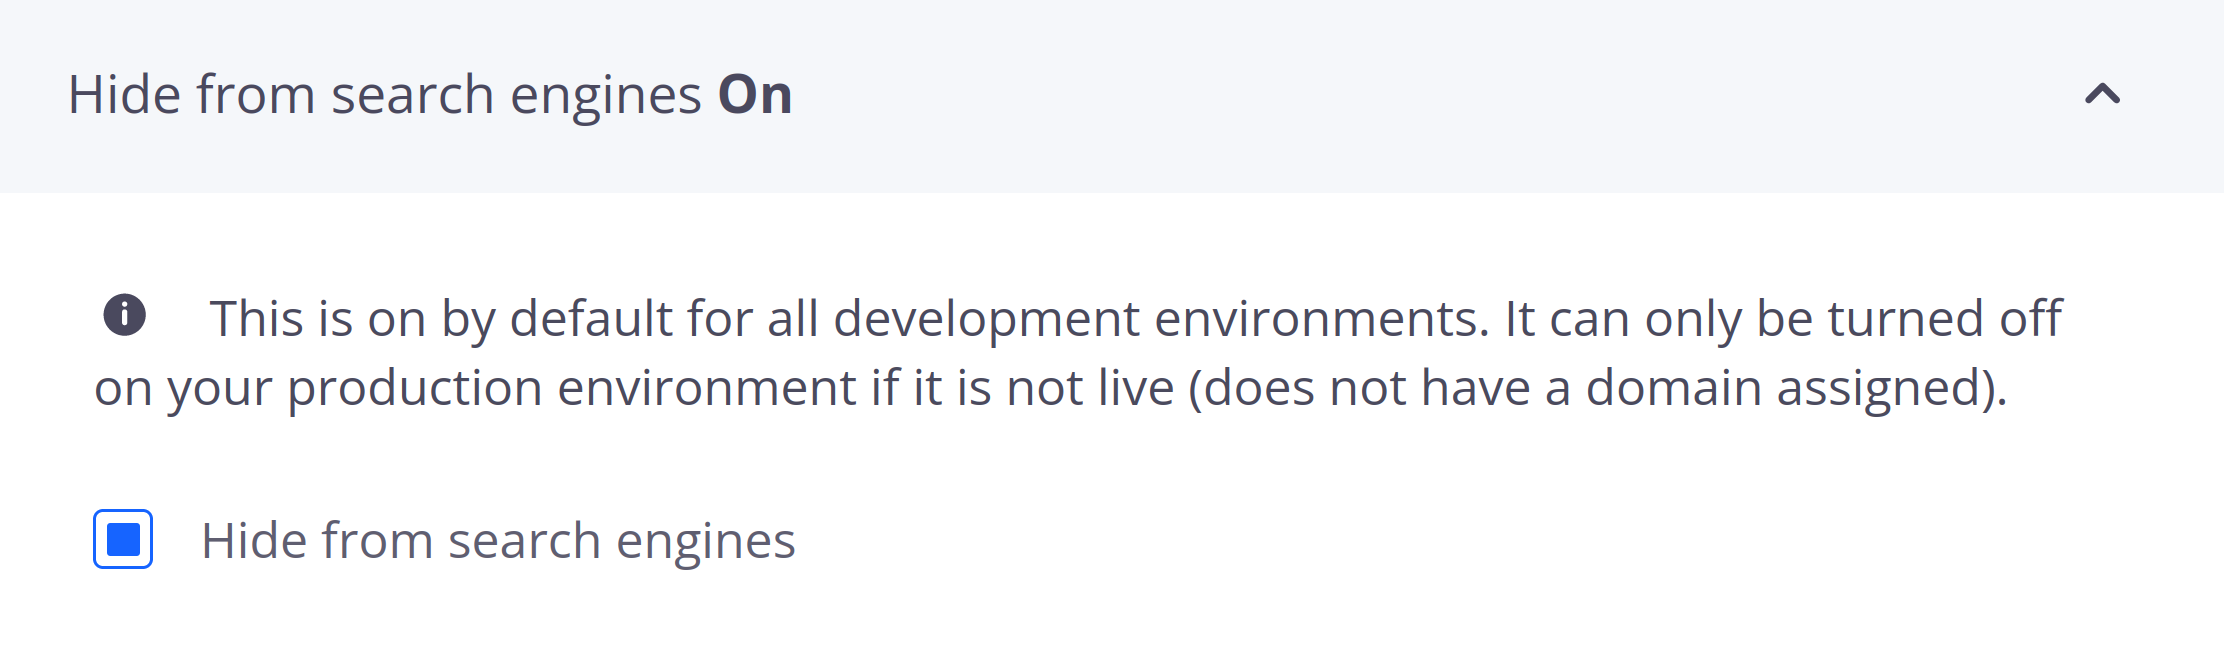 Hide from search engines On
This is on by default for all development environments. It can only be turned off
on your production environment if it is not live (does not have a domain assigned).
Hide from search engines